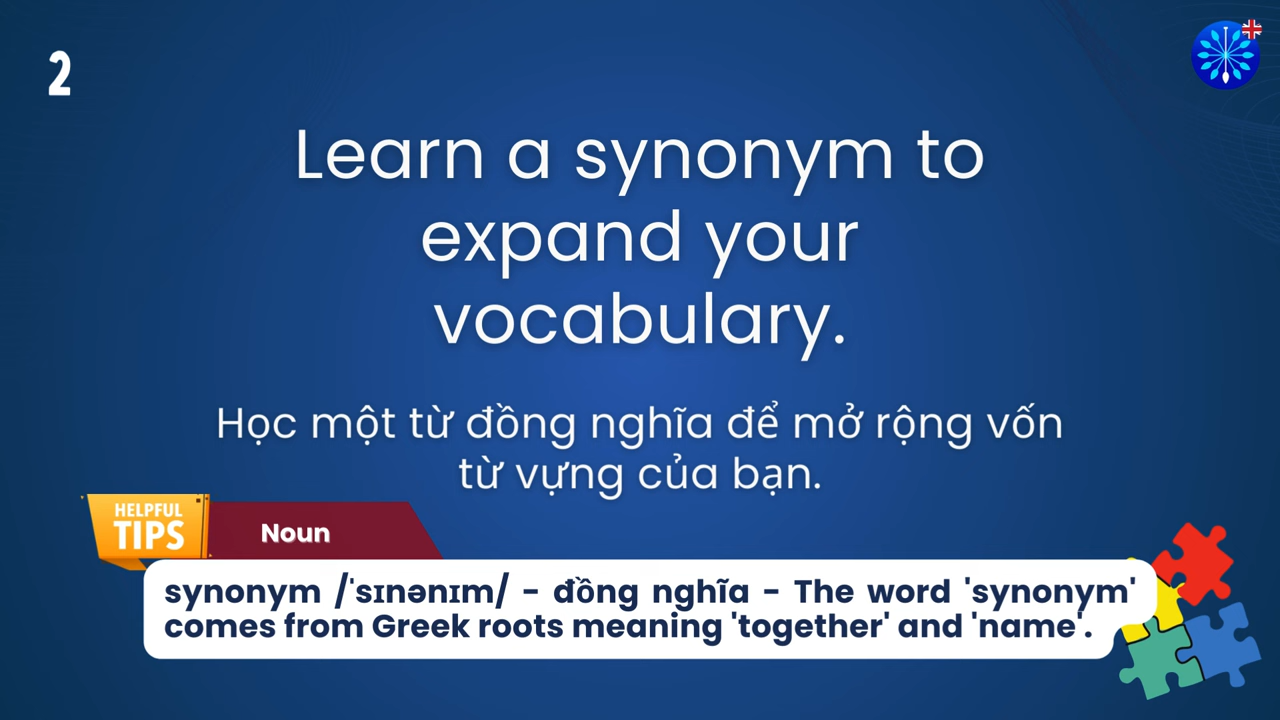 2
Learn a synonym to
expand your
vocabulary.
Học một từ đồng nghĩa để mở rộng vốn
từ vựng của bạn.
HELPFUL
TIPS
Noun
synonym /ˈsɪnənɪm/ - đồng nghĩa - The word 'synonym'
comes from Greek roots meaning 'together' and 'name'.